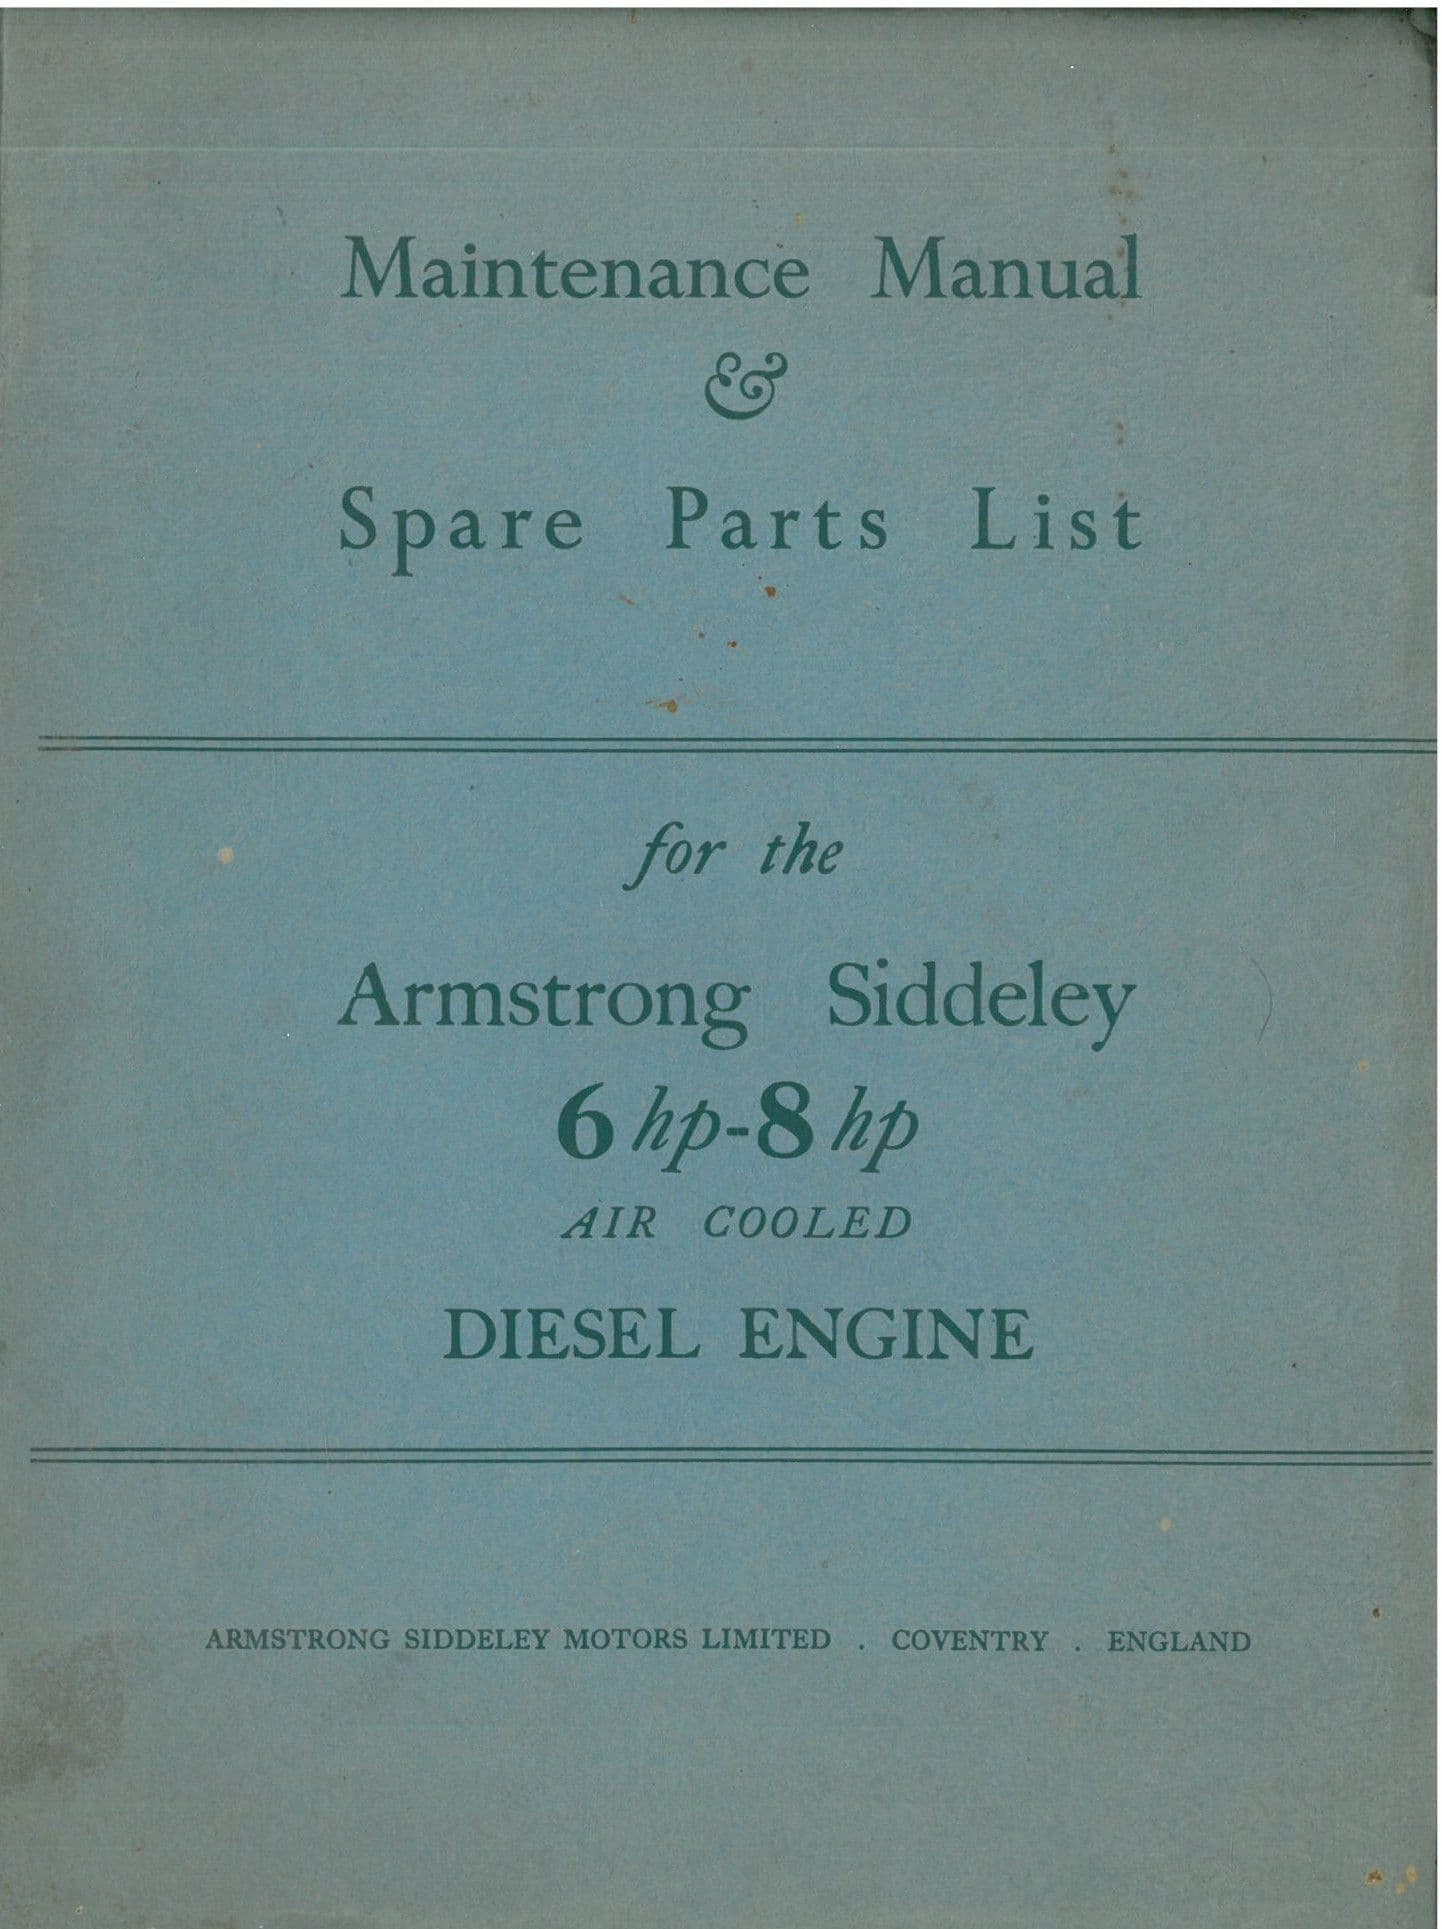 Maintenance Manual
&
Spare Parts List
for the
Armstrong Siddeley
6 hp-8 hp
AIR COOLED
DIESEL ENGINE
ARMSTRONG SIDDELEY MOTORS LIMITED . COVENTRY . ENGLAND